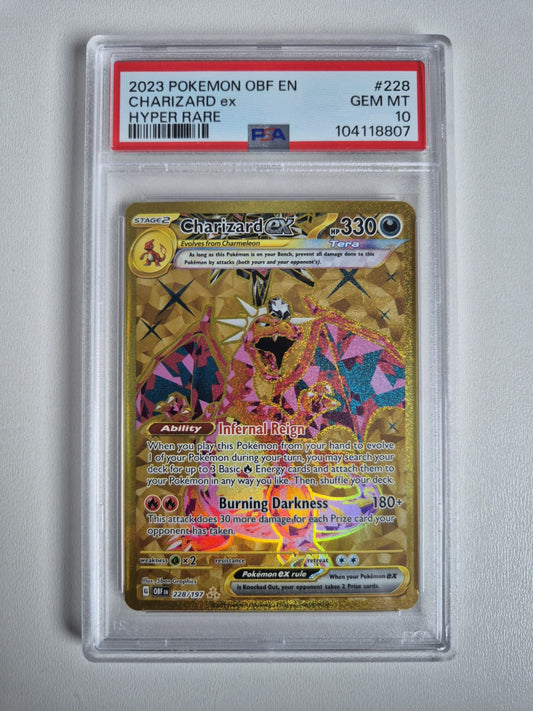 2023 POKEMON OBF EN #228
CHARIZARD ex GEM MT
HYPER RARE 10
104118807
PSA
STAGE 2 Charizard ex HP 330
Evolves from Charmeleon Tera
As long as this Pokémon is on your Bench, prevent all damage done to this
Pokémon by attacks (both yours and your opponent's).
Ability Infernal Reign
When you play this Pokémon from your hand to evolve
1 of your Pokémon during your turn, you may search your
deck for up to 3 Basic Energy cards and attach them to
your Pokémon in any way you like. Then, shuffle your deck.
Burning Darkness 180+
This attack does 30 more damage for each Prize card your
opponent has taken.
weakness ×2 resistance retreat
Illus. 5ban Graphics
Pokémon ex rule When your Pokémon ex
is Knocked Out, your opponent takes 2 Prize cards.
G OBF EN 228/197